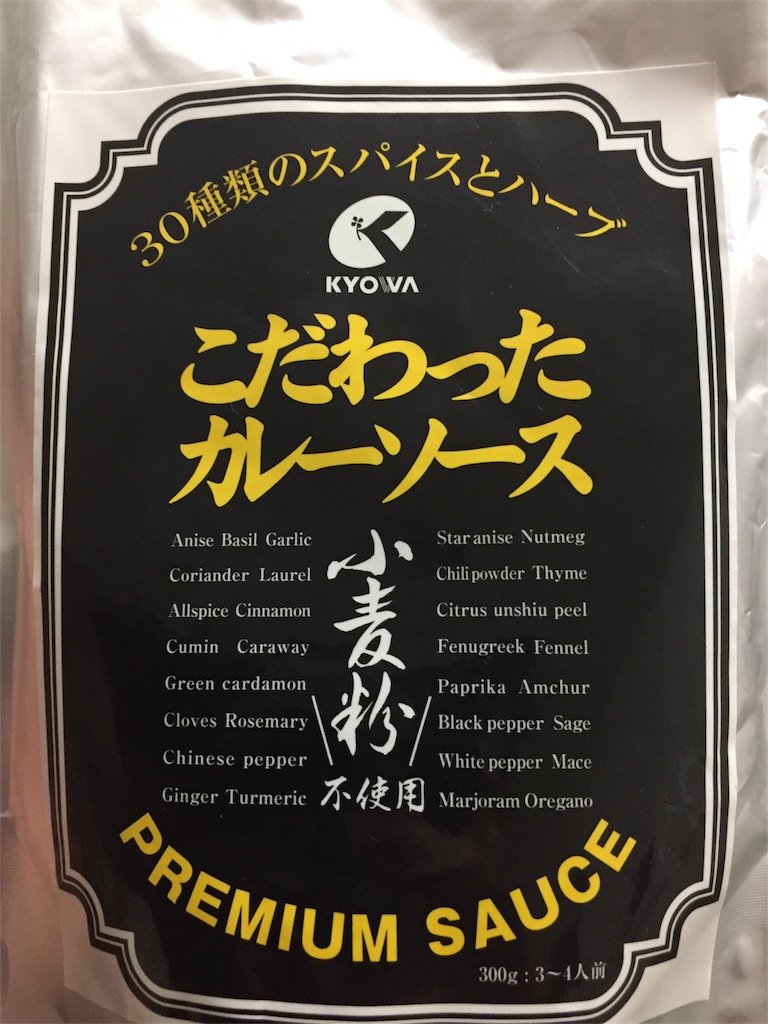 30種類のスパイスとハーブ
KYOWA
こだわった
カレーソース
Anise Basil Garlic
Coriander Laurel
Allspice Cinnamon
Cumin Caraway
Green cardamon
Cloves Rosemary
Chinese pepper
Ginger Turmeric
小麦粉
不使用
Star anise Nutmeg
Chili powder Thyme
Citrus unshiu peel
Fenugreek Fennel
Paprika Amchur
Black pepper Sage
White pepper Mace
Marjoram Oregano
PREMIUM SAUCE
300g：3〜4人前